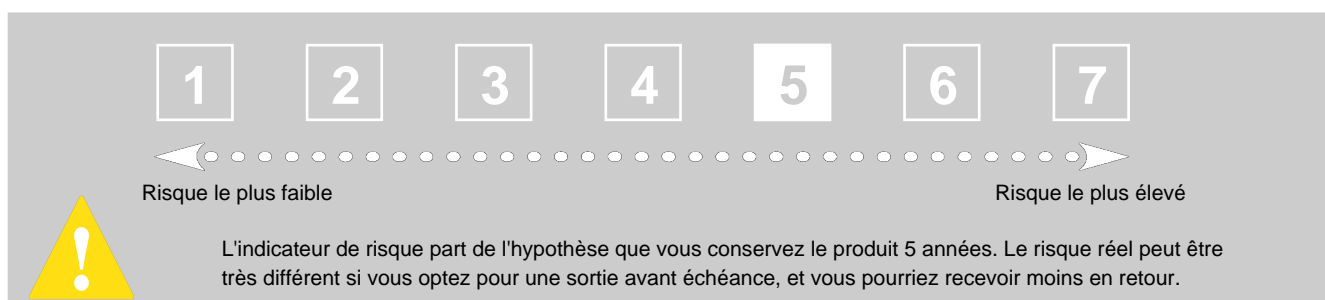 1 2 3 4 5 6 7
Risque le plus faible Risque le plus élevé
!
L'indicateur de risque part de l'hypothèse que vous conservez le produit 5 années. Le risque réel peut être
très différent si vous optez pour une sortie avant échéance, et vous pourriez recevoir moins en retour.